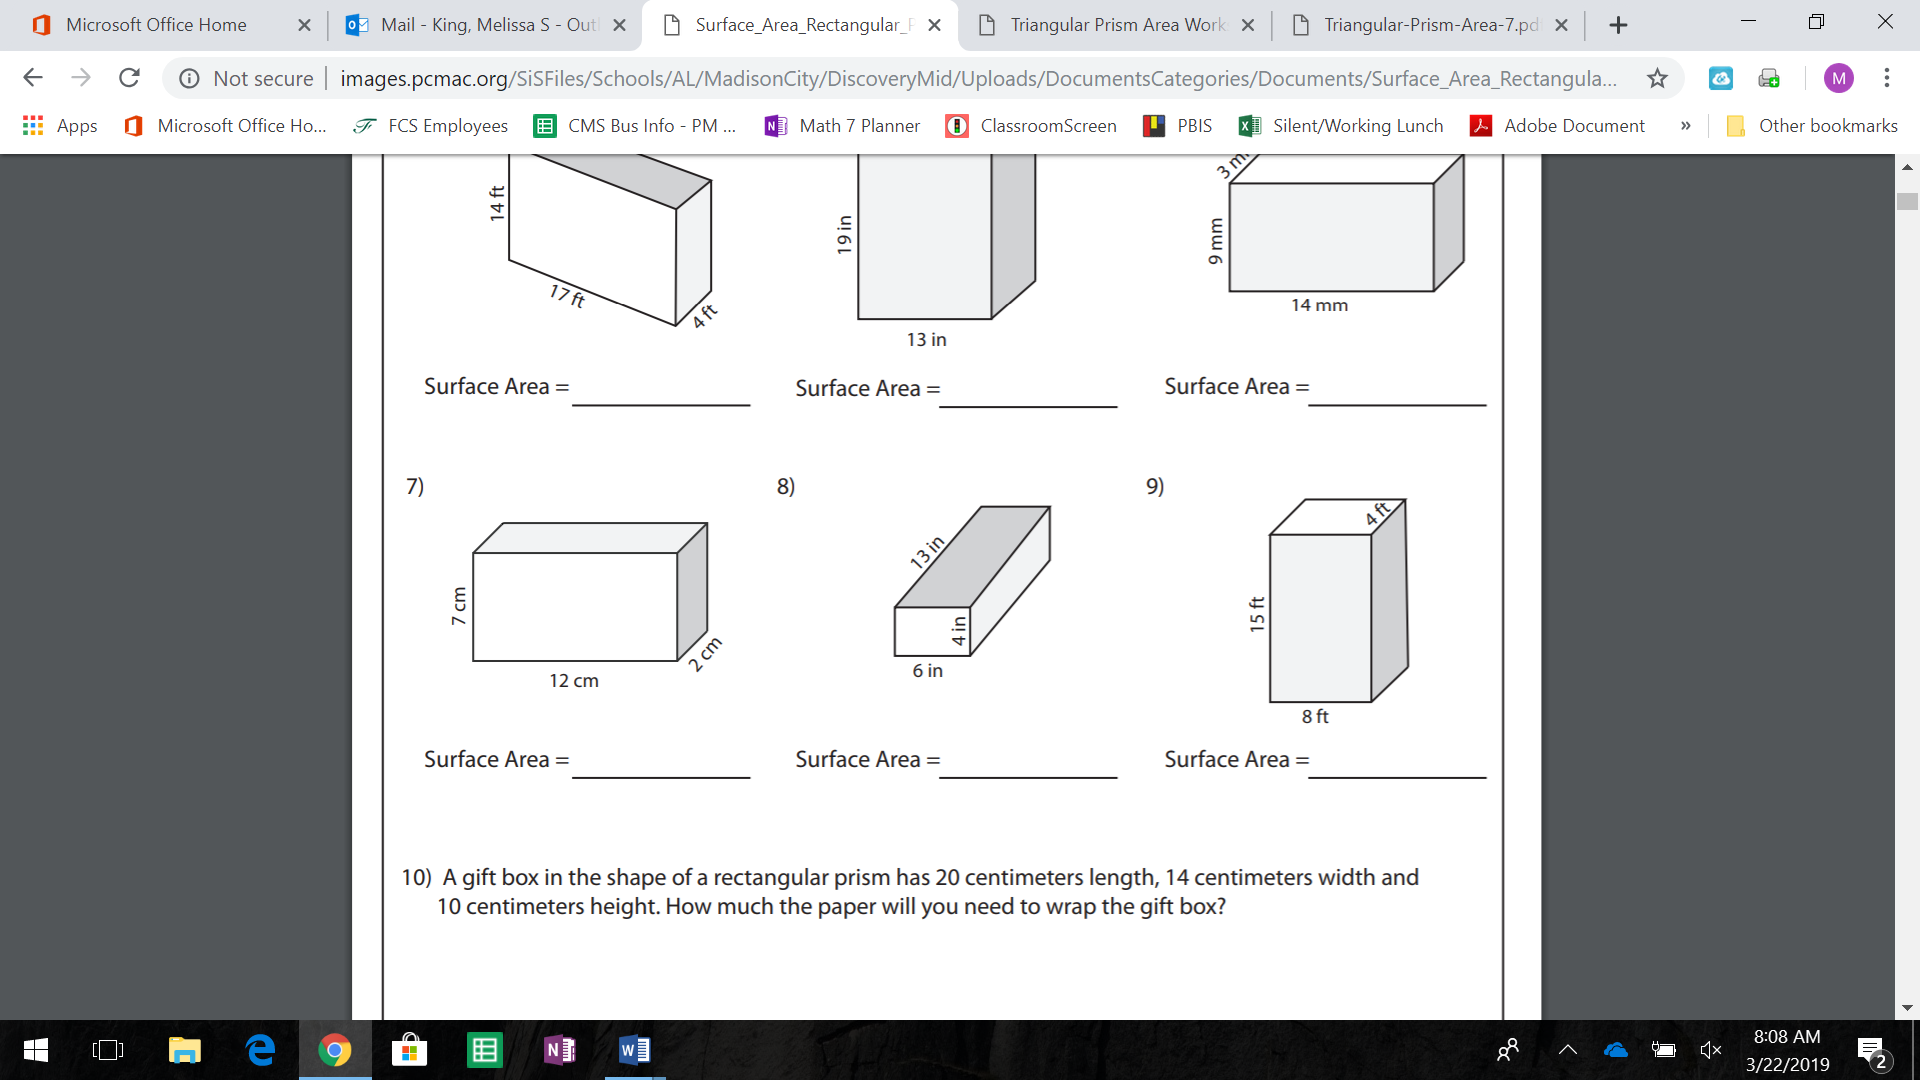 Microsoft Office Home
Mail - King, Melissa S - Out
Surface_Area_Rectangular_
Triangular Prism Area Work
Triangular-Prism-Area-7.pd
Not secure | images.pcmac.org/SiSFiles/Schools/AL/MadisonCity/DiscoveryMid/Uploads/DocumentsCategories/Documents/Surface_Area_Rectangula...
M
Apps
Microsoft Office Ho...
FCS Employees
CMS Bus Info - PM ...
Math 7 Planner
ClassroomScreen
PBIS
Silent/Working Lunch
Adobe Document
»
Other bookmarks
14 ft
17 ft
4 ft
19 in
13 in
3 m
9 mm
14 mm
Surface Area =
Surface Area =
Surface Area =
7)
8)
9)
7 cm
12 cm
2 cm
13 in
4 in
6 in
4 ft
15 ft
8 ft
Surface Area =
Surface Area =
Surface Area =
10) A gift box in the shape of a rectangular prism has 20 centimeters length, 14 centimeters width and
10 centimeters height. How much the paper will you need to wrap the gift box?
8:08 AM
3/22/2019
2